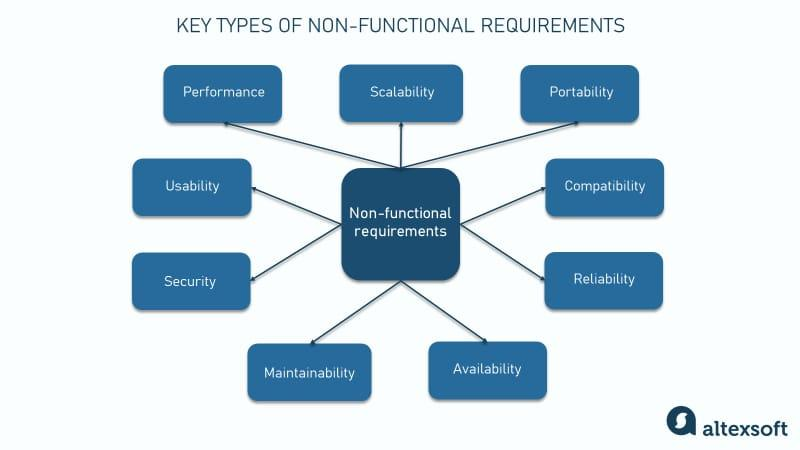 KEY TYPES OF NON-FUNCTIONAL REQUIREMENTS
Performance
Scalability
Portability
Usability
Compatibility
Non-functional
requirements
Security
Reliability
Maintainability
Availability
altexsoft